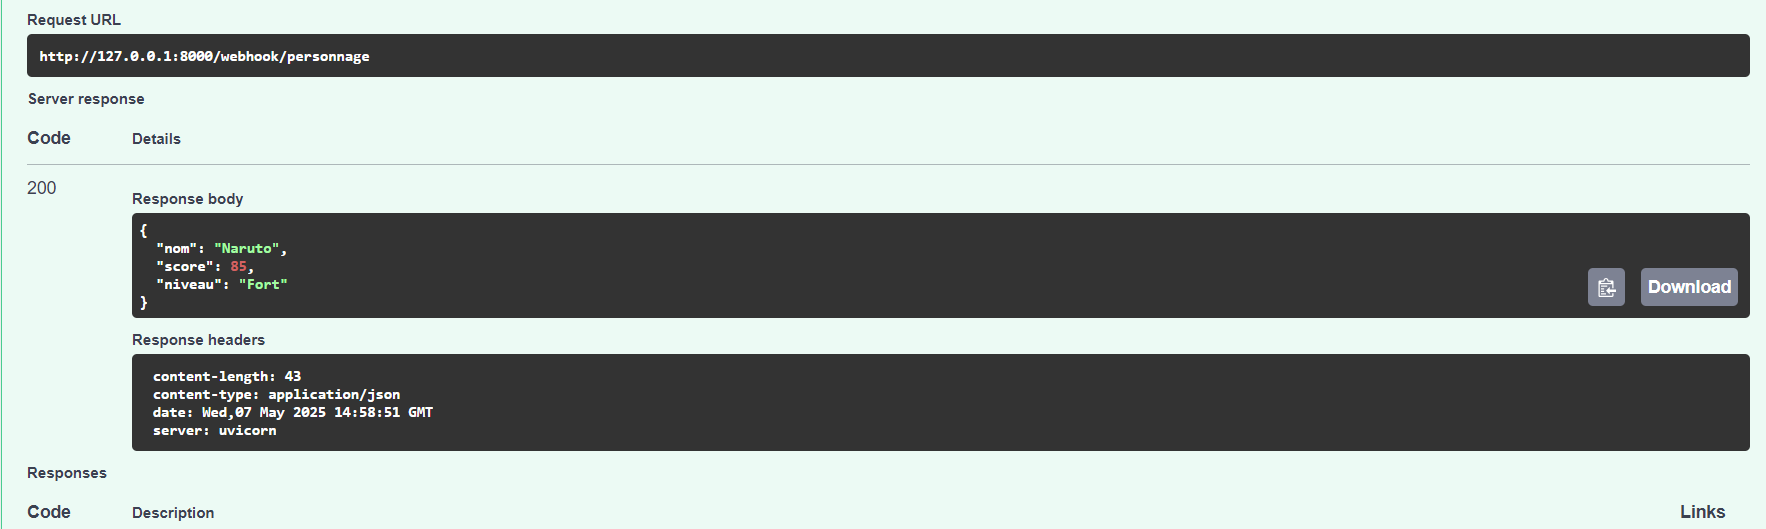 Request URL
http://127.0.0.1:8000/webhook/personnage
Server response
Code Details
200
Response body
{
  "nom": "Naruto",
  "score": 85,
  "niveau": "Fort"
}
Download
Response headers
content-length: 43
content-type: application/json
date: Wed,07 May 2025 14:58:51 GMT
server: uvicorn
Responses
Code Description Links